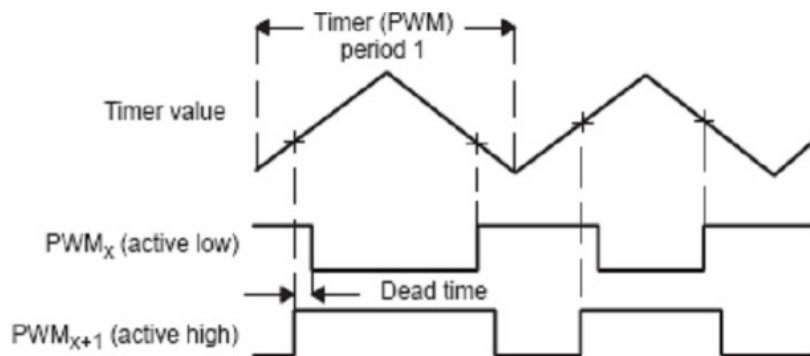 Timer (PWM)
period 1
Timer value
PWMx (active low)
Dead time
PWMx+1 (active high)